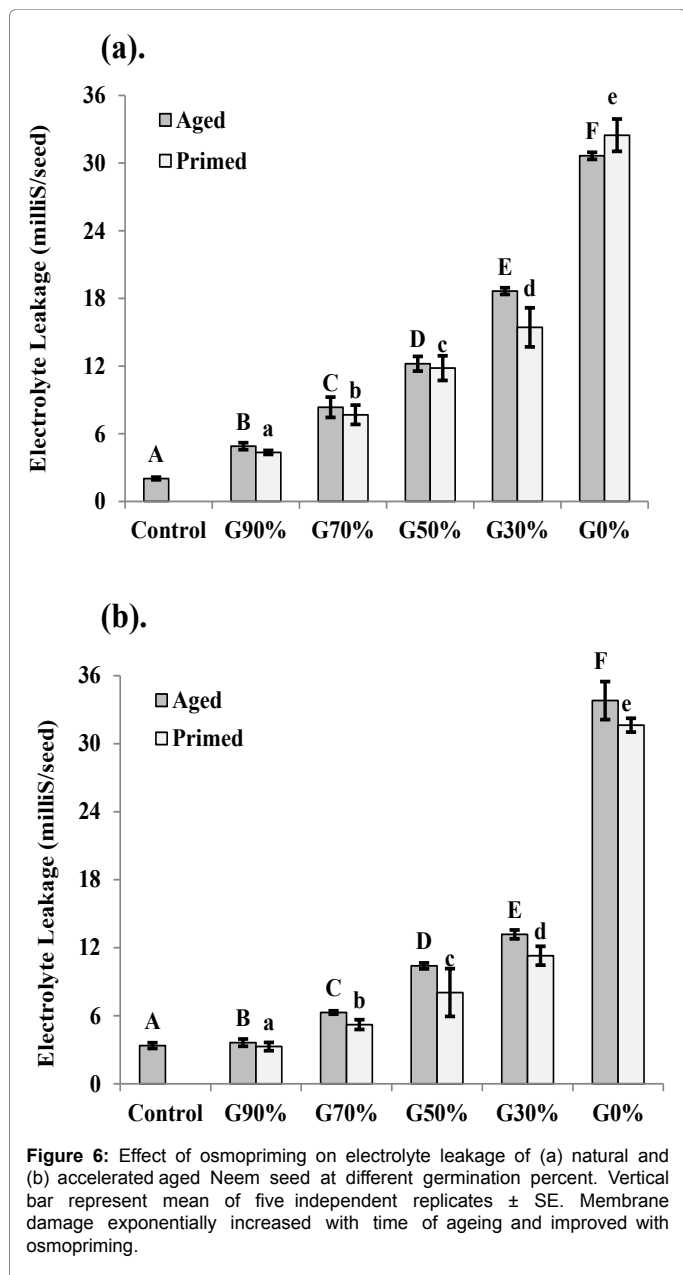 (a).
Electrolyte Leakage (milliS/seed)
36
30
24
18
12
6
0
Aged
Primed
A
B a
C b
D c
E d
F e
Control G90% G70% G50% G30% G0%
(b).
Electrolyte Leakage (milliS/seed)
36
30
24
18
12
6
0
Aged
Primed
A
B a
C b
D c
E d
F e
Control G90% G70% G50% G30% G0%
Figure 6: Effect of osmopriming on electrolyte leakage of (a) natural and
(b) accelerated aged Neem seed at different germination percent. Vertical
bar represent mean of five independent replicates ± SE. Membrane
damage exponentially increased with time of ageing and improved with
osmopriming.